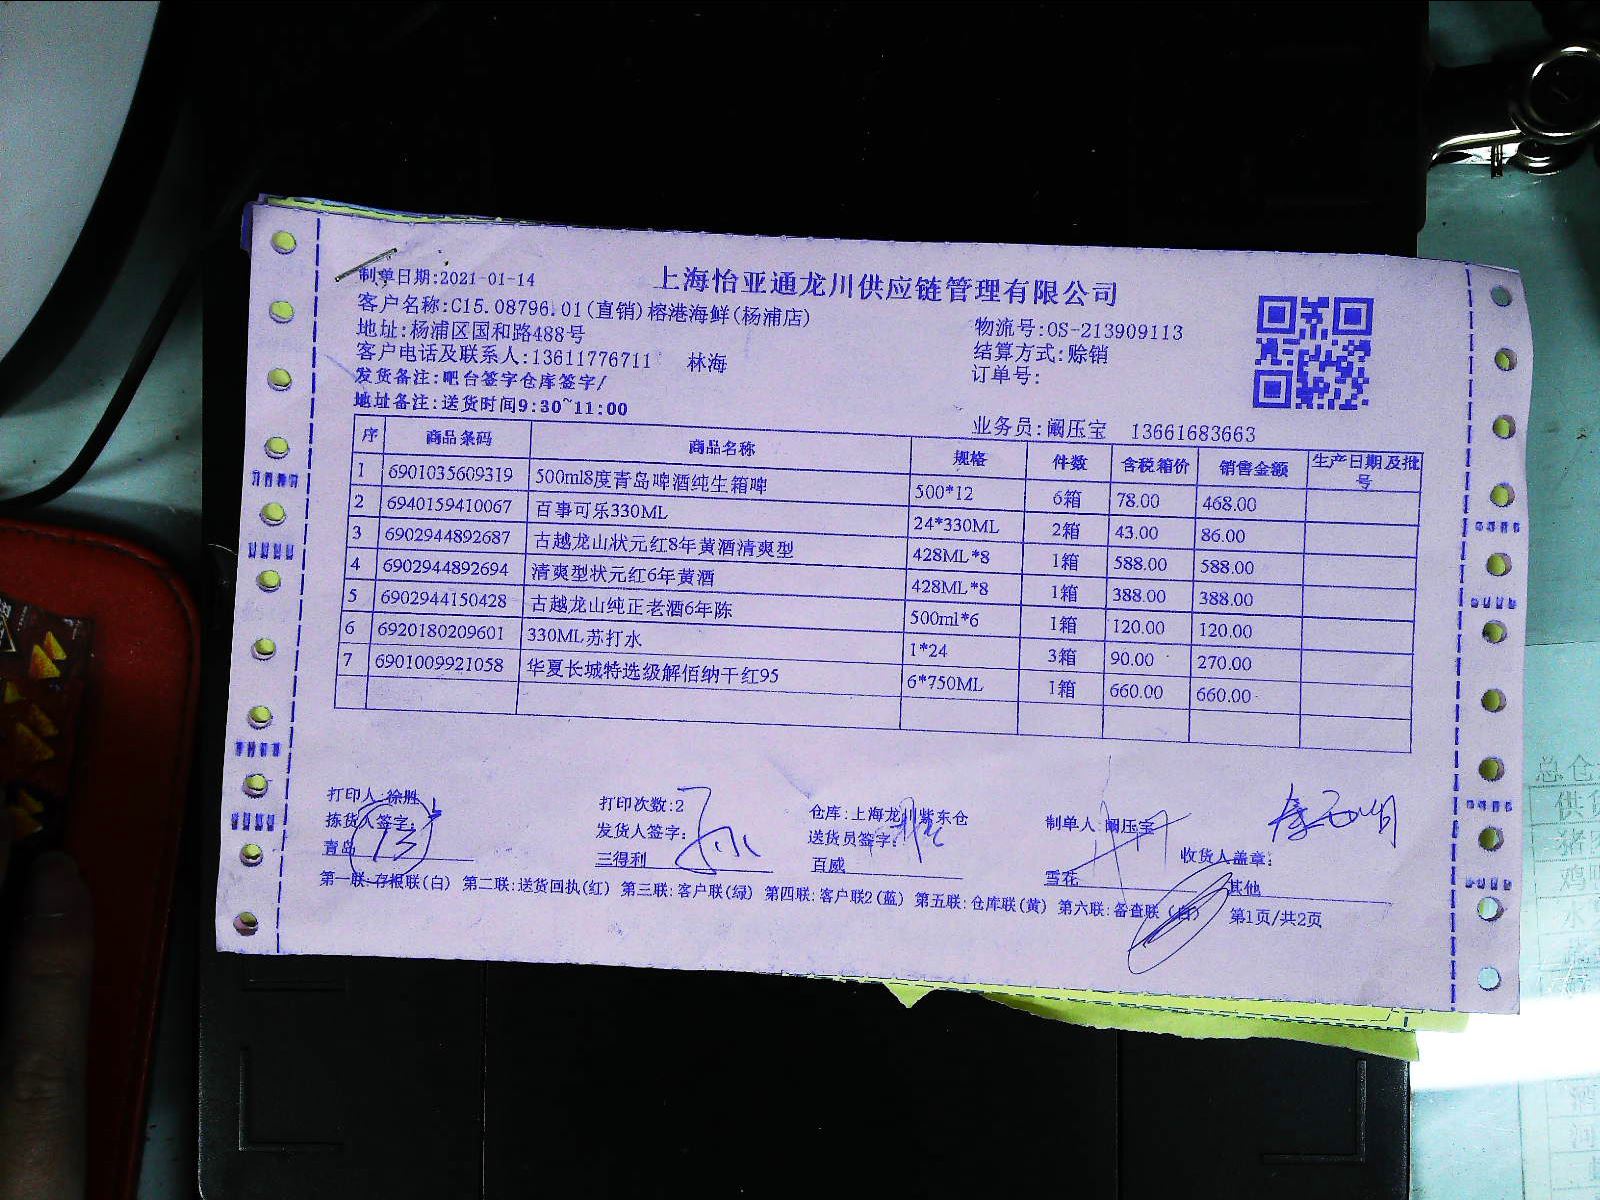 制单日期:2021-01-14
上海怡亚通龙川供应链管理有限公司
客户名称:C15.08796.01(直销)榕港海鲜(杨浦店)
物流号:OS-213909113
地址:杨浦区国和路488号
结算方式:赊销
客户电话及联系人:13611776711 林海
订单号:
发货备注:吧台签字仓库签字/
地址备注:送货时间9:30~11:00
业务员:阚压宝 13661683663
序 商品条码 商品名称 规格 件数 含税箱价 销售金额 生产日期及批号
1 6901035609319 500ml8度青岛啤酒纯生箱啤 500*12 6箱 78.00 468.00
2 6940159410067 百事可乐330ML 24*330ML 2箱 43.00 86.00
3 6902944892687 古越龙山状元红8年黄酒清爽型 428ML*8 1箱 588.00 588.00
4 6902944892694 清爽型状元红6年黄酒 428ML*8 1箱 388.00 388.00
5 6902944150428 古越龙山纯正老酒6年陈 500ml*6 1箱 120.00 120.00
6 6920180209601 330ML苏打水 1*24 3箱 90.00 270.00
7 6901009921058 华夏长城特选级解佰纳干红95 6*750ML 1箱 660.00 660.00
打印人:徐胜 打印次数:2 仓库:上海龙川紫东仓 制单人:阚压宝
拣货人签字: 发货人签字: 送货员签字: 收货人盖章:
13
青岛 三得利 百威 雪花 其他
第一联:存根联(白) 第二联:送货回执(红) 第三联:客户联(绿) 第四联:客户联2(蓝) 第五联:仓库联(黄) 第六联:备查联(白) 第1页/共2页
总仓